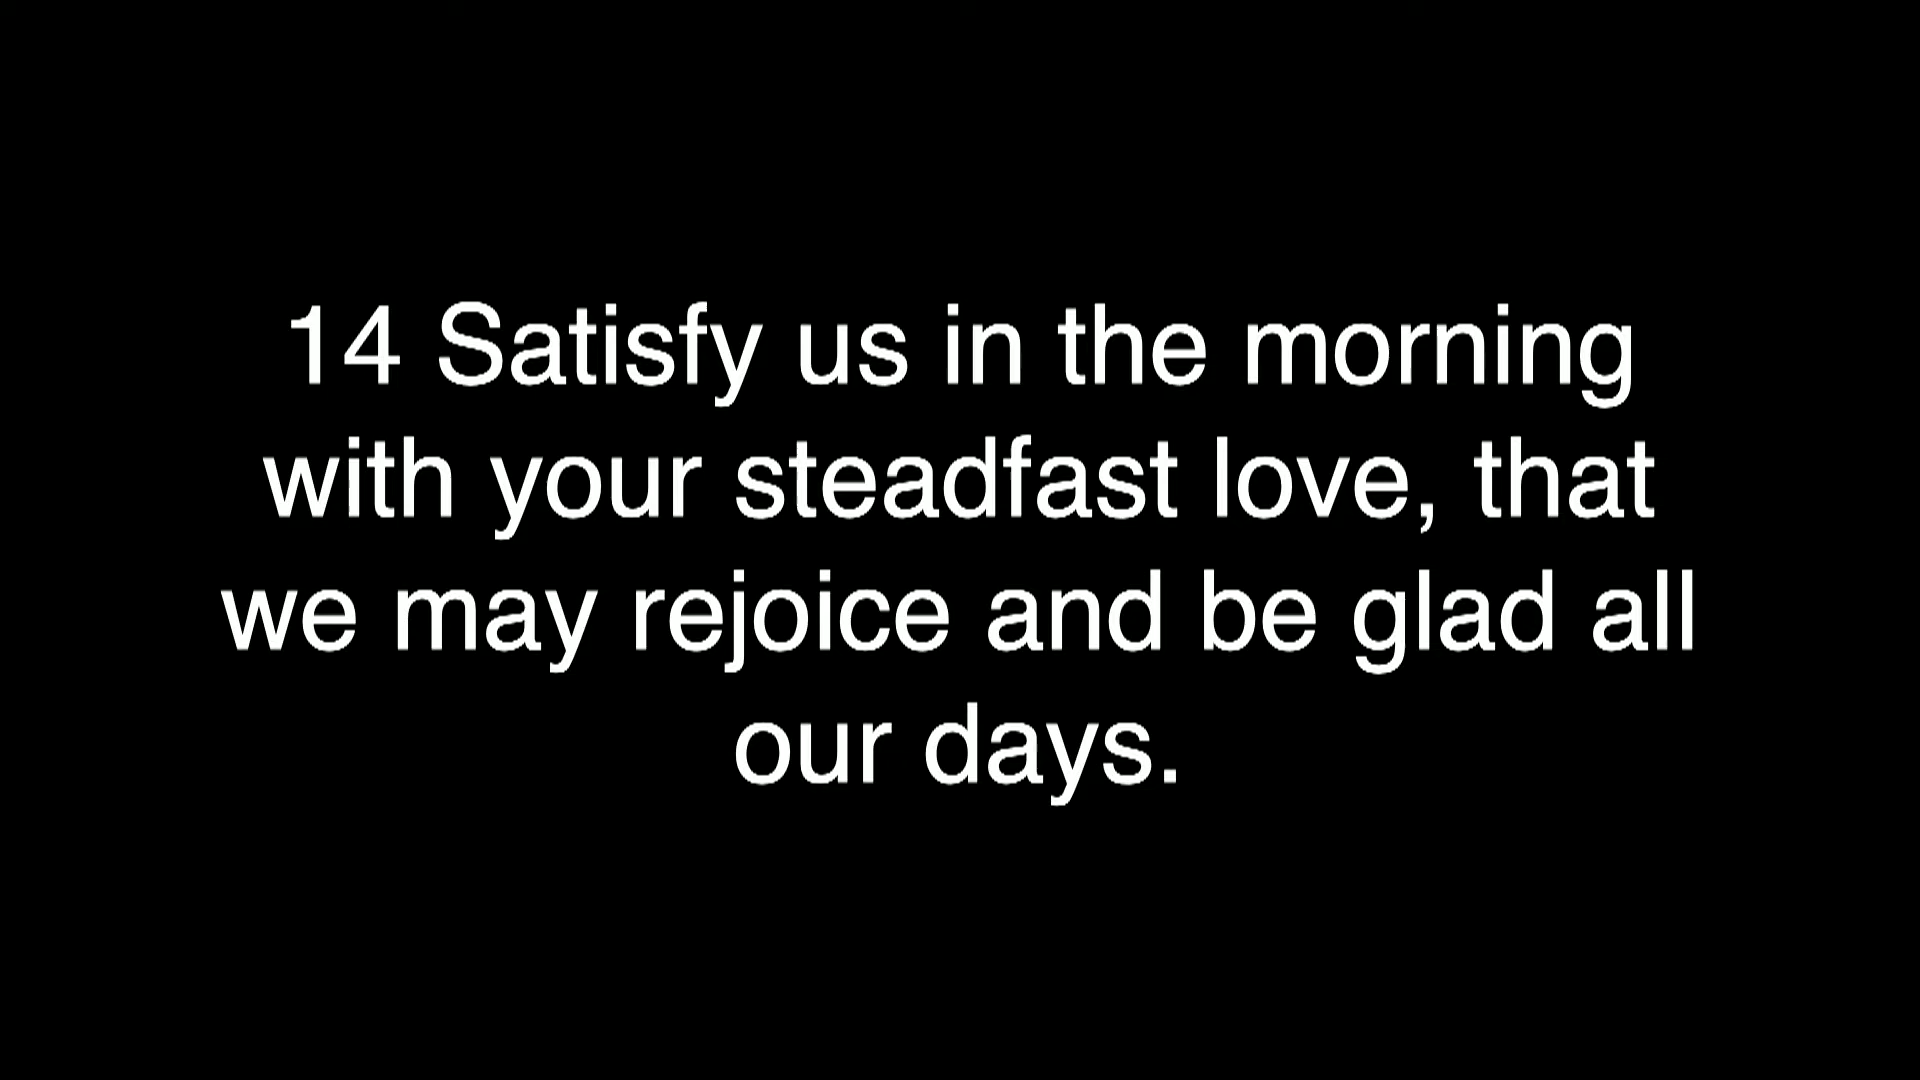 14 Satisfy us in the morning
with your steadfast love, that
we may rejoice and be glad all
our days.